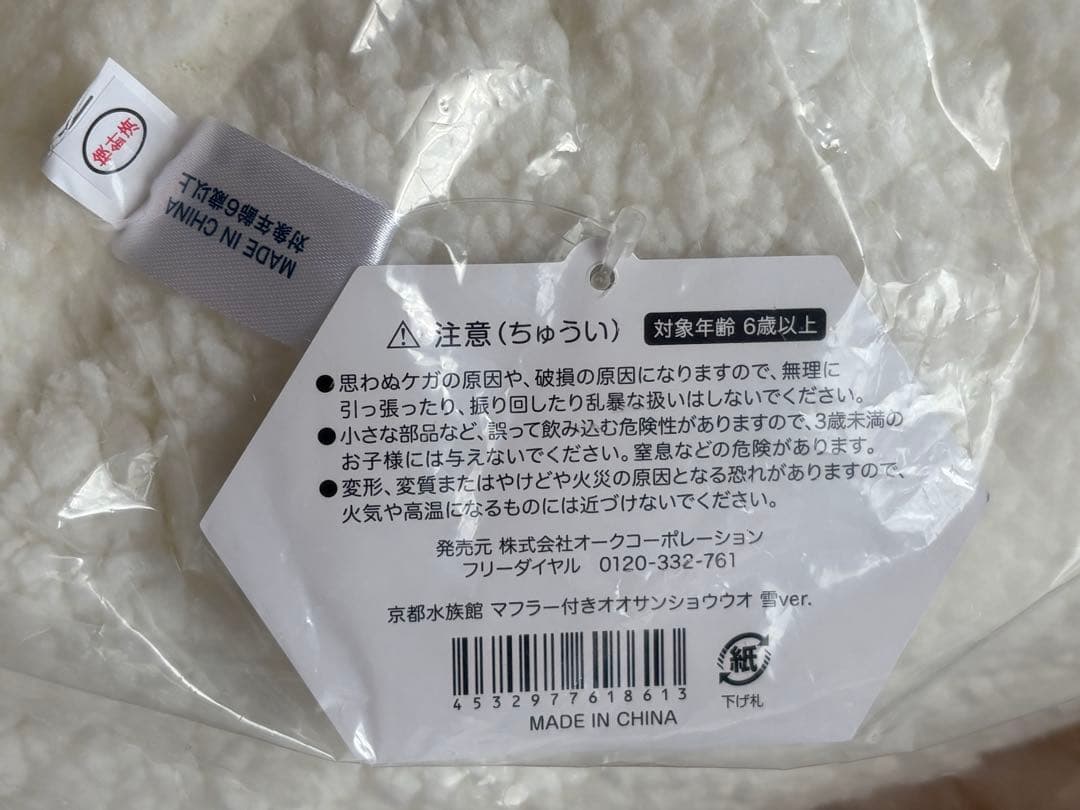 検針済
MADE IN CHINA
対象年齢6歳以上
注意(ちゅうい) 対象年齢 6歳以上
●思わぬケガの原因や、破損の原因になりますので、無理に
引っ張ったり、振り回したり乱暴な扱いはしないでください。
●小さな部品など、誤って飲み込む危険性がありますので、3歳未満の
お子様には与えないでください。窒息などの危険があります。
●変形、変質またはやけどや火災の原因となる恐れがありますので、
火気や高温になるものには近づけないでください。
発売元 株式会社オークコーポレーション
フリーダイヤル 0120-332-761
京都水族館 マフラー付きオオサンショウウオ 雪ver.
4532977618613
紙
下げ札
MADE IN CHINA